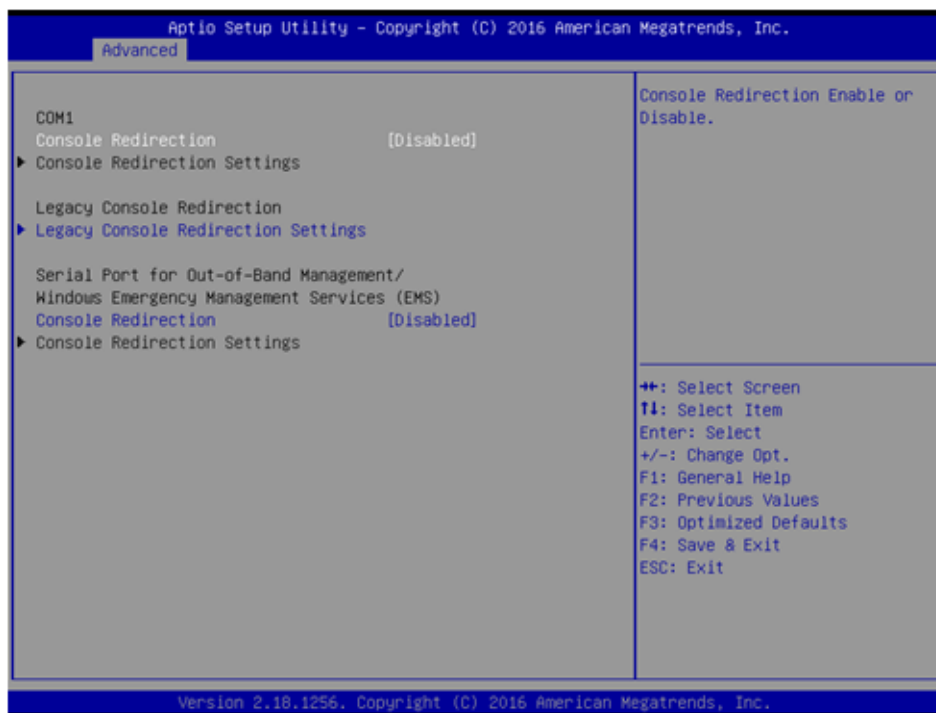 Aptio Setup Utility – Copyright (C) 2016 American Megatrends, Inc.
Advanced
COM1
Console Redirection [Disabled]
▶ Console Redirection Settings
Legacy Console Redirection
▶ Legacy Console Redirection Settings
Serial Port for Out-of-Band Management/
Windows Emergency Management Services (EMS)
Console Redirection [Disabled]
▶ Console Redirection Settings
Console Redirection Enable or
Disable.
→←: Select Screen
↑↓: Select Item
Enter: Select
+/-: Change Opt.
F1: General Help
F2: Previous Values
F3: Optimized Defaults
F4: Save & Exit
ESC: Exit
Version 2.18.1256. Copyright (C) 2016 American Megatrends, Inc.